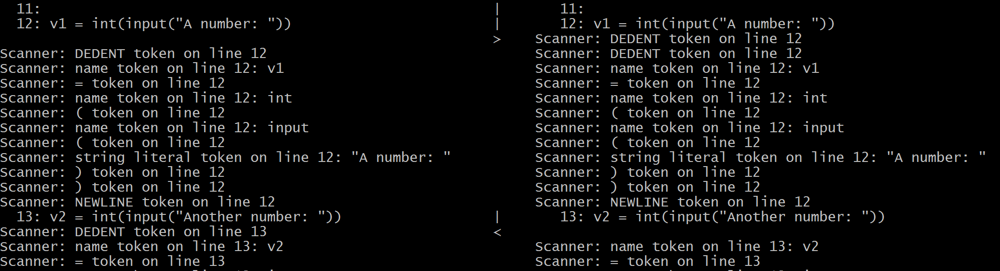 11:                                                       |       11:
  12: v1 = int(input("A number: "))                         |       12: v1 = int(input("A number: "))
                                                            >    Scanner: DEDENT token on line 12
Scanner: DEDENT token on line 12                                 Scanner: DEDENT token on line 12
Scanner: name token on line 12: v1                               Scanner: name token on line 12: v1
Scanner: = token on line 12                                      Scanner: = token on line 12
Scanner: name token on line 12: int                              Scanner: name token on line 12: int
Scanner: ( token on line 12                                      Scanner: ( token on line 12
Scanner: name token on line 12: input                            Scanner: name token on line 12: input
Scanner: ( token on line 12                                      Scanner: ( token on line 12
Scanner: string literal token on line 12: "A number: "           Scanner: string literal token on line 12: "A number: "
Scanner: ) token on line 12                                      Scanner: ) token on line 12
Scanner: ) token on line 12                                      Scanner: ) token on line 12
Scanner: NEWLINE token on line 12                                Scanner: NEWLINE token on line 12
  13: v2 = int(input("Another number: "))                   |       13: v2 = int(input("Another number: "))
Scanner: DEDENT token on line 13                            <
Scanner: name token on line 13: v2                               Scanner: name token on line 13: v2
Scanner: = token on line 13                                      Scanner: = token on line 13